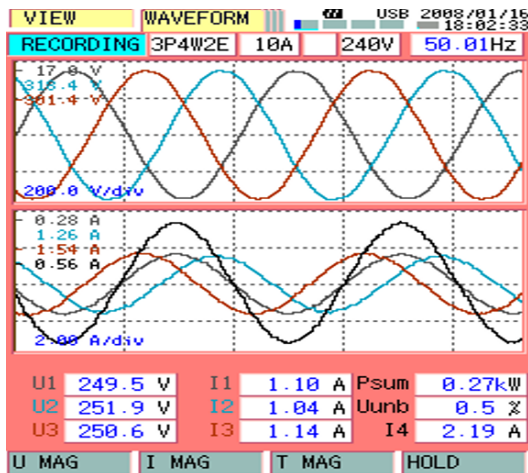 VIEW WAVEFORM USB 2008/01/16
18:02:33
RECORDING 3P4W2E 10A 240V 50.01Hz
17.0 V
318.4 V
-301.4 V
200.0 V/div
0.28 A
1.26 A
-1.54 A
0.56 A
2.00 A/div
U1 249.5 V I1 1.10 A Psum 0.27kW
U2 251.9 V I2 1.04 A Uunb 0.5 %
U3 250.6 V I3 1.14 A I4 2.19 A
U MAG I MAG T MAG HOLD